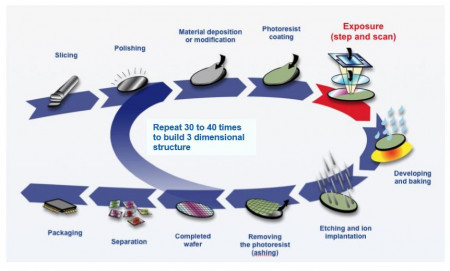 Slicing
Polishing
Material deposition
or modification
Photoresist
coating
Exposure
(step and scan)
Repeat 30 to 40 times
to build 3 dimensional
structure
Developing
and baking
Etching and ion
implantation
Removing
the photoresist
(ashing)
Completed
wafer
Separation
Packaging